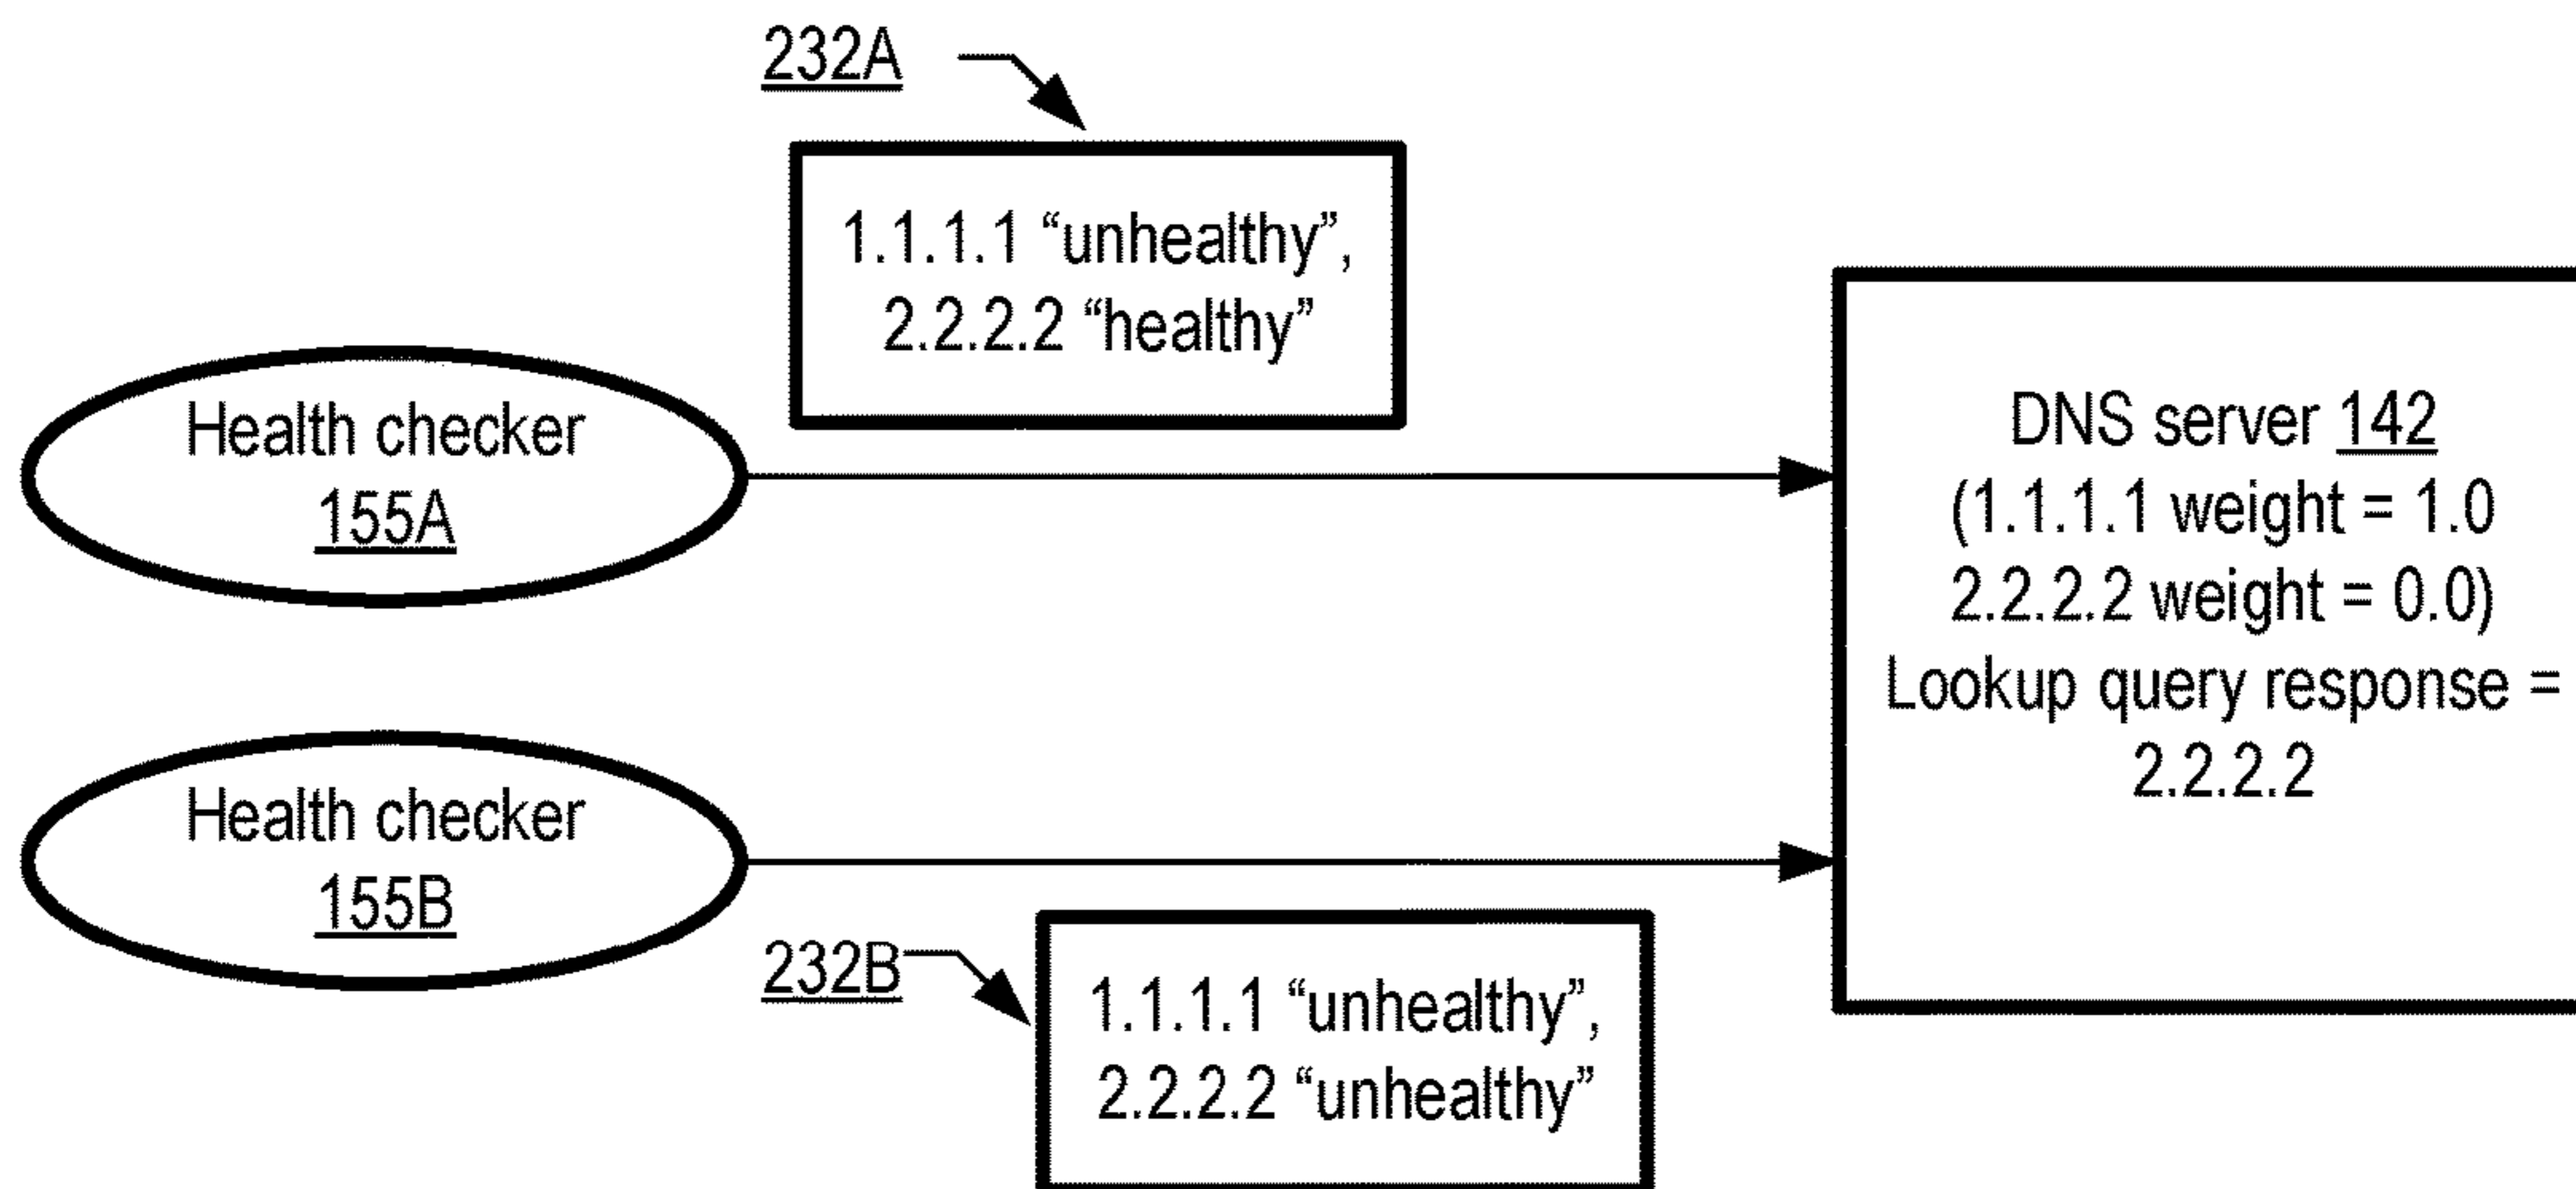 232A
1.1.1.1 “unhealthy”,
2.2.2.2 “healthy”
Health checker
155A
DNS server 142
(1.1.1.1 weight = 1.0
2.2.2.2 weight = 0.0)
Lookup query response =
2.2.2.2
Health checker
155B
232B
1.1.1.1 “unhealthy”,
2.2.2.2 “unhealthy”